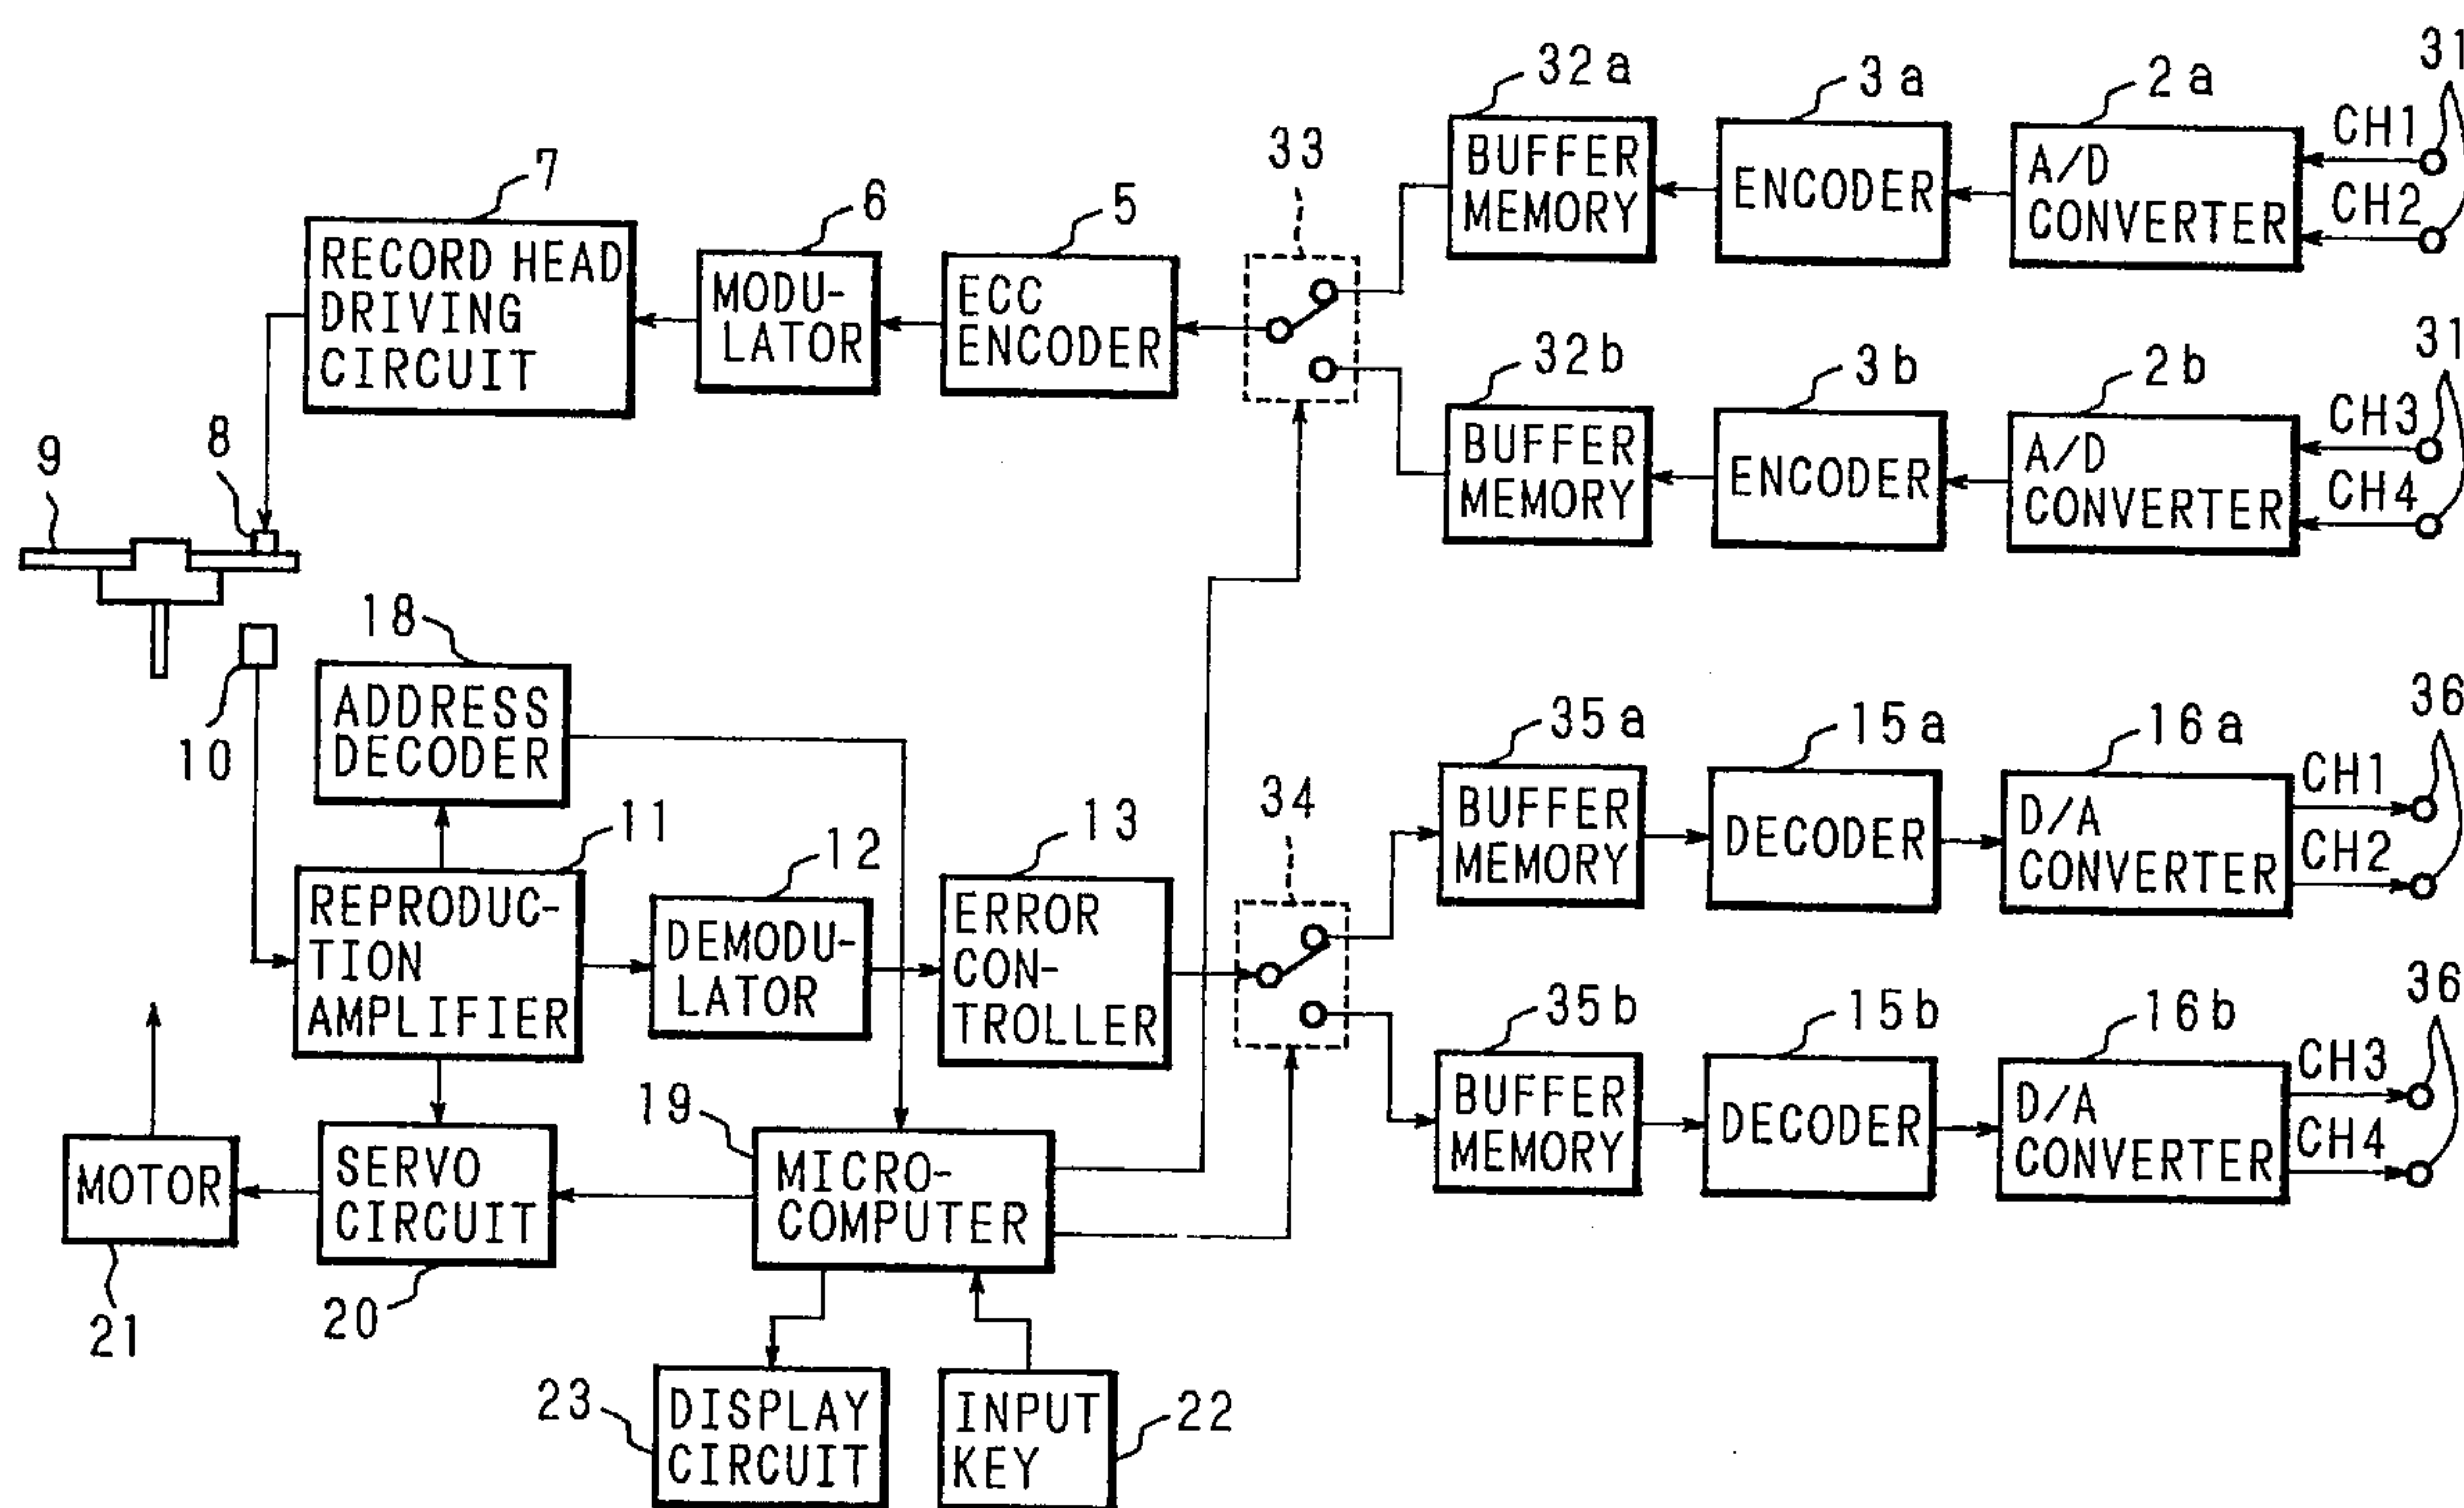 31
32a
3a
2a
CH1
33
BUFFER
MEMORY
ENCODER
A/D
CONVERTER
CH2
7
6
5
RECORD HEAD
DRIVING
CIRCUIT
MODU-
LATOR
ECC
ENCODER
31
32b
3b
2b
CH3
BUFFER
MEMORY
ENCODER
A/D
CONVERTER
CH4
9
8
18
10
ADDRESS
DECODER
36
35a
15a
16a
CH1
34
BUFFER
MEMORY
DECODER
D/A
CONVERTER
CH2
11
12
13
REPRODUC-
TION
AMPLIFIER
DEMODU-
LATOR
ERROR
CON-
TROLLER
36
35b
15b
16b
CH3
BUFFER
MEMORY
DECODER
D/A
CONVERTER
CH4
19
MOTOR
SERVO
CIRCUIT
MICRO-
COMPUTER
21
20
23
DISPLAY
CIRCUIT
INPUT
KEY
22